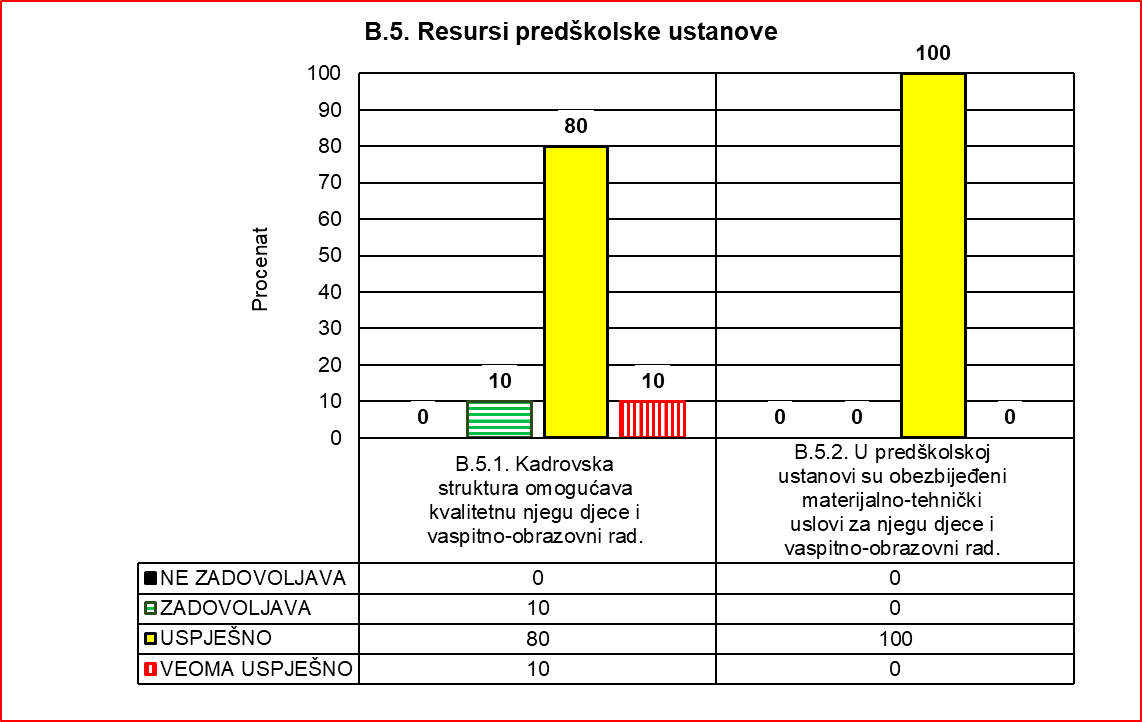 B.5. Resursi predškolske ustanove
Procenat
100
90
80
70
60
50
40
30
20
10
0
0
10
80
10
0
0
100
0
B.5.1. Kadrovska
struktura omogućava
kvalitetnu njegu djece i
vaspitno-obrazovni rad.
B.5.2. U predškolskoj
ustanovi su obezbijeđeni
materijalno-tehnički
uslovi za njegu djece i
vaspitno-obrazovni rad.
NE ZADOVOLJAVA 0 0
ZADOVOLJAVA 10 0
USPJEŠNO 80 100
VEOMA USPJEŠNO 10 0